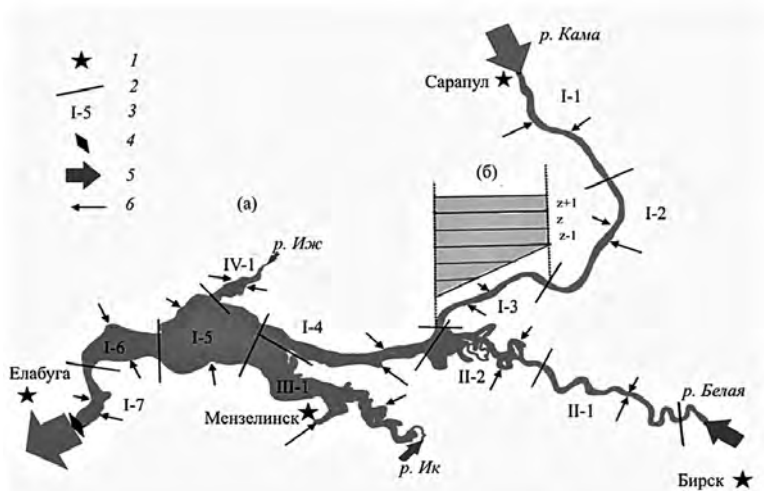 р. Кама
Сарапул
1
2
I-5 3
4
5
6
I-1
(а)
(б)
z+1
z
z-1
I-2
р. Иж
IV-1
I-3
I-4
I-5
I-6
Елабуга
I-7
III-1
Мензелинск
р. Ик
II-2
II-1
р. Белая
Бирск